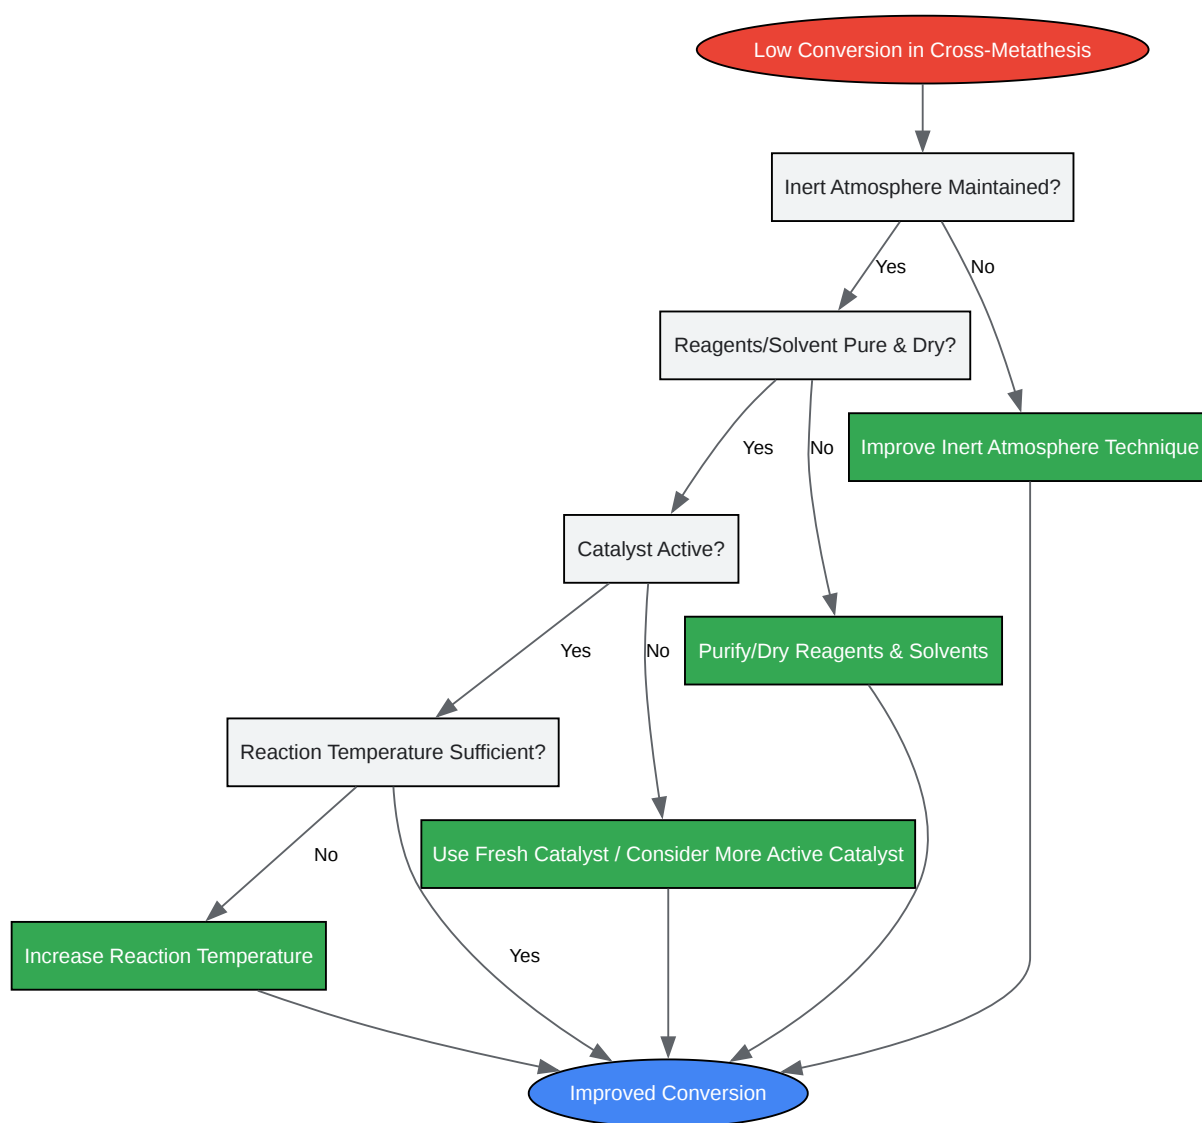 Low Conversion in Cross-Metathesis
Inert Atmosphere Maintained?
Yes
No
Reagents/Solvent Pure & Dry?
Yes
No
Improve Inert Atmosphere Technique
Catalyst Active?
Yes
No
Purify/Dry Reagents & Solvents
Reaction Temperature Sufficient?
No
Use Fresh Catalyst / Consider More Active Catalyst
Increase Reaction Temperature
Yes
Improved Conversion